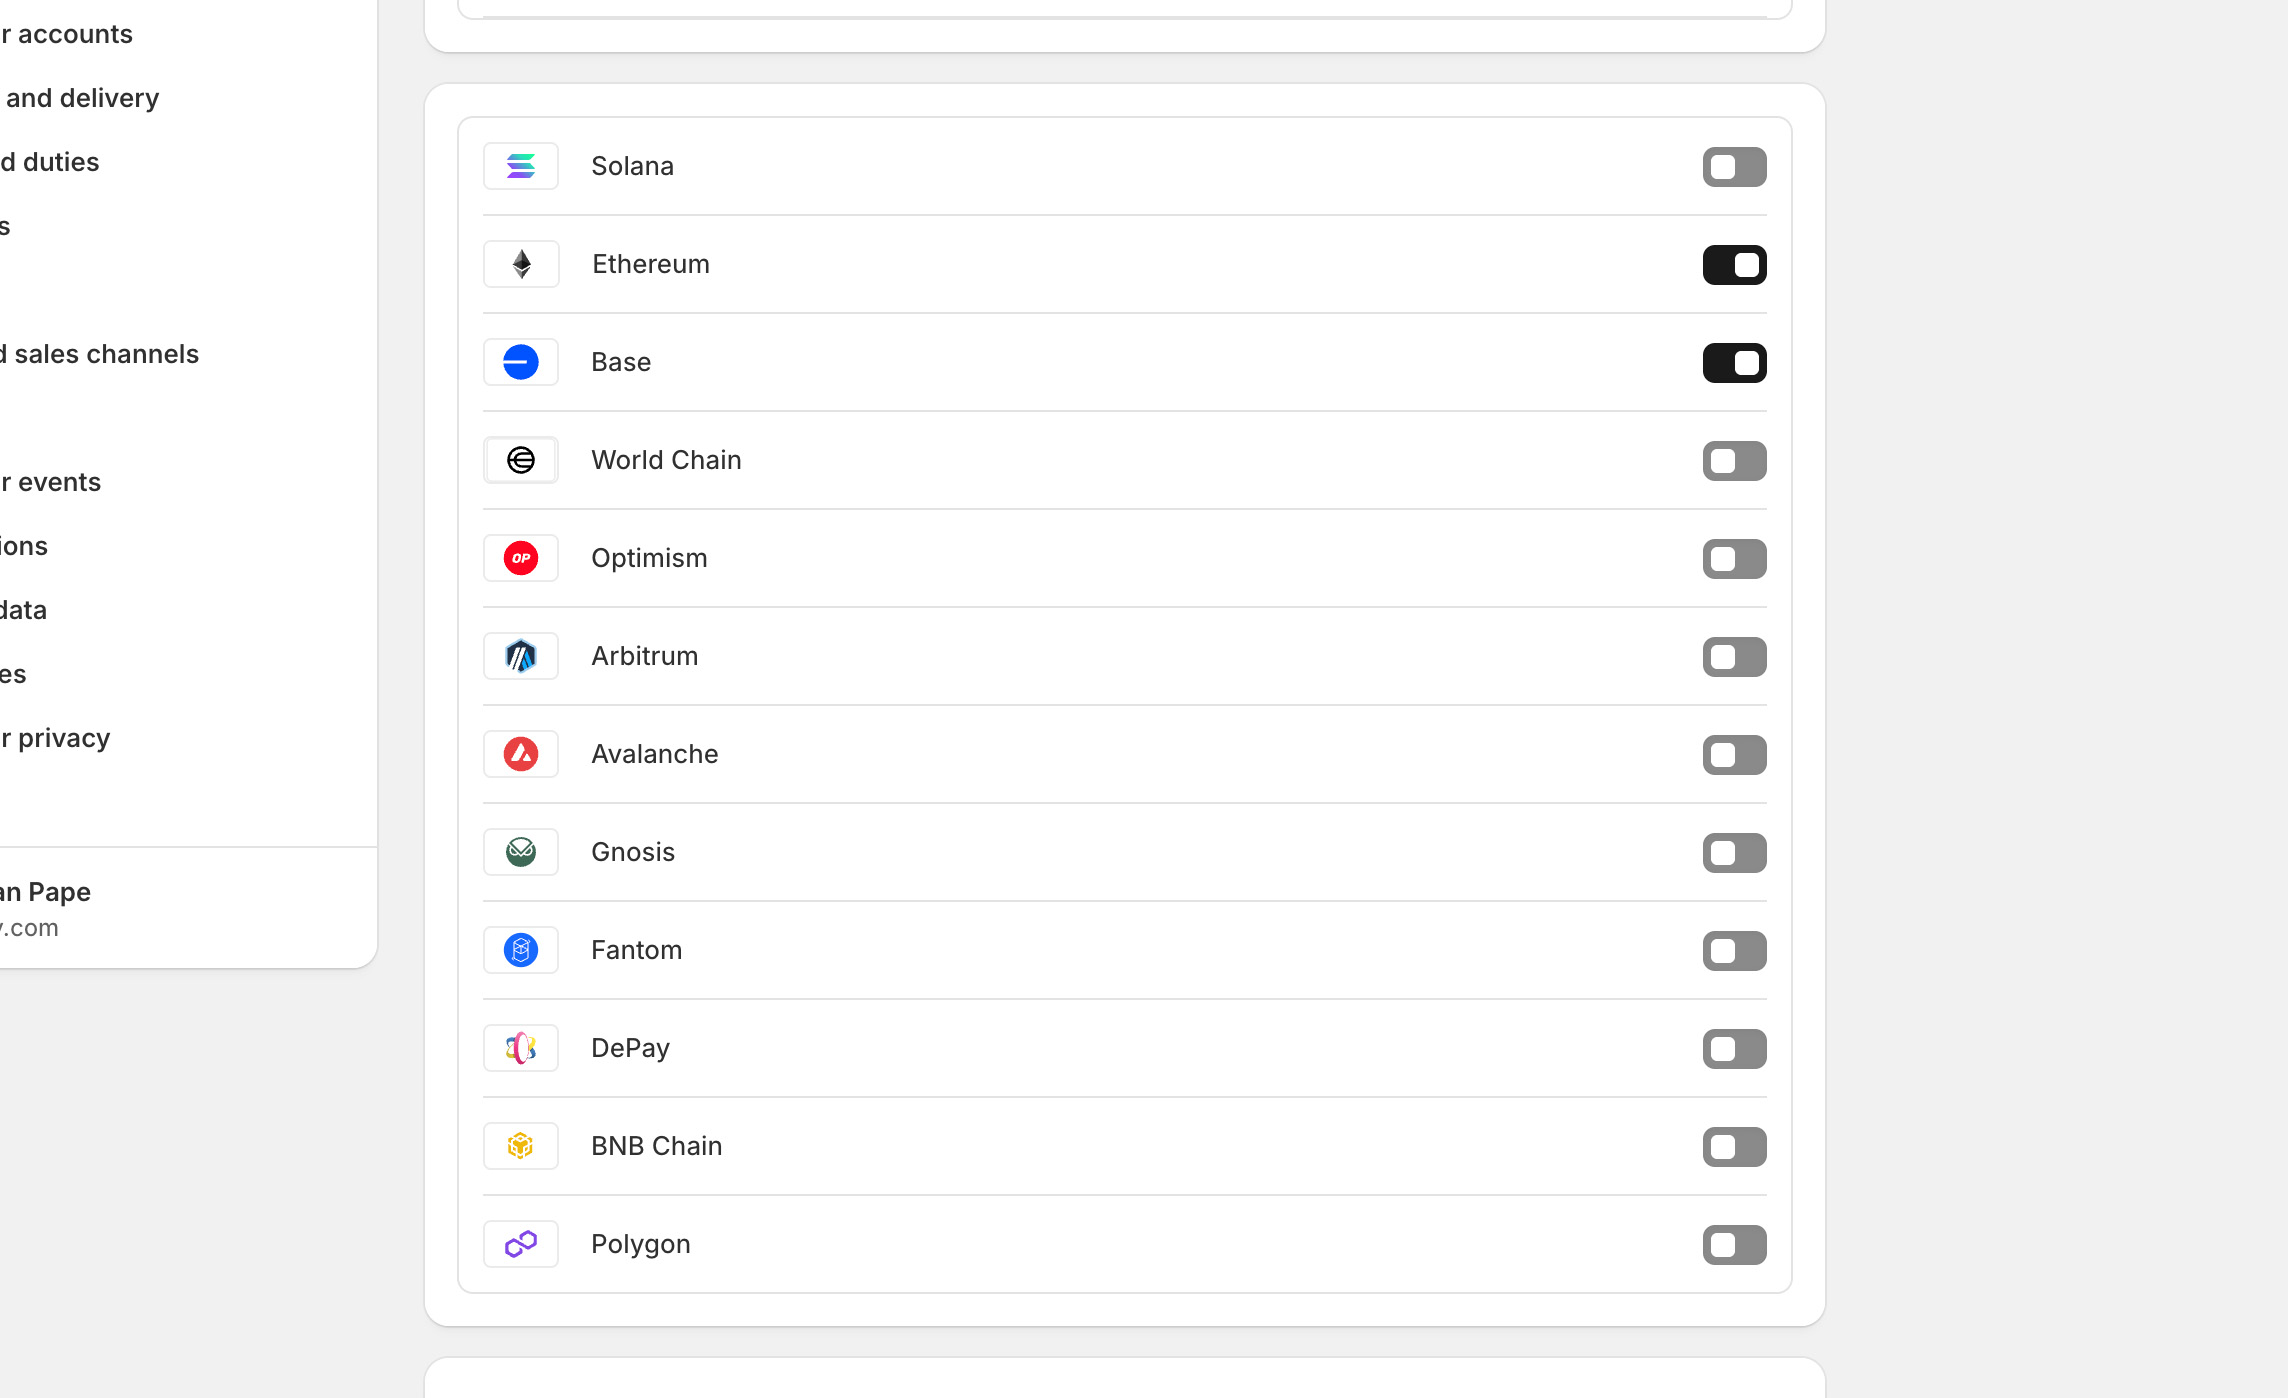 r accounts
and delivery
d duties
s
d sales channels
r events
ions
data
es
r privacy
an Pape
y.com
Solana
Ethereum
Base
World Chain
OP
Optimism
Arbitrum
Avalanche
Gnosis
Fantom
DePay
BNB Chain
Polygon